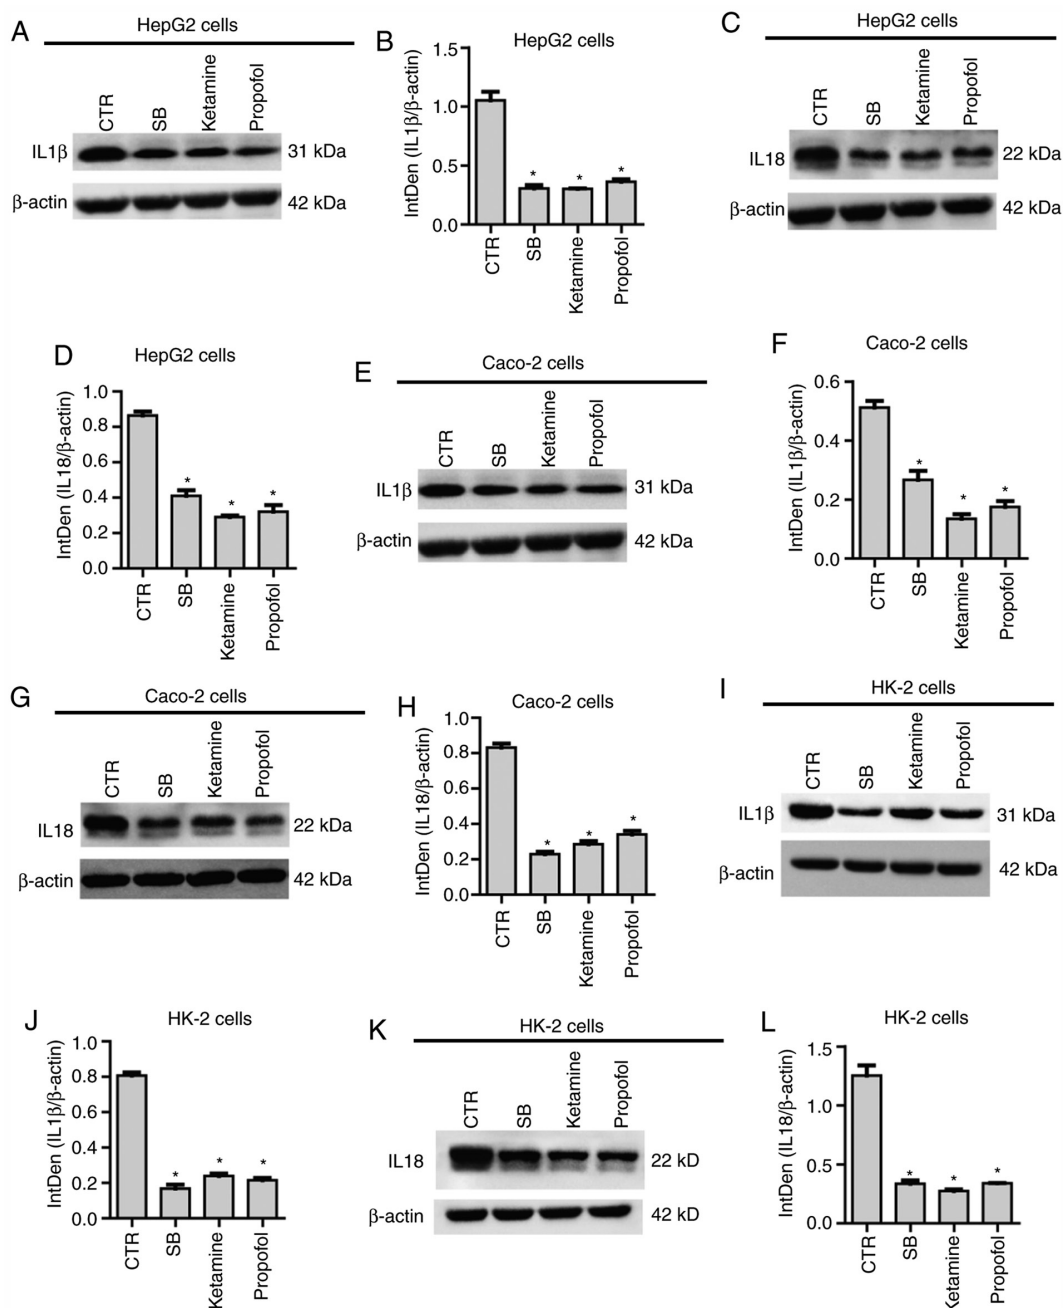 A
HepG2 cells
CTR
SB
Ketamine
Propofol
IL1β
31 kDa
β-actin
42 kDa
B
HepG2 cells
IntDen (IL1β/β-actin)
1.5
1.0
0.5
0.0
*
*
*
CTR
SB
Ketamine
Propofol
C
HepG2 cells
CTR
SB
Ketamine
Propofol
IL18
22 kDa
β-actin
42 kDa
D
HepG2 cells
IntDen (IL18/β-actin)
1.0
0.8
0.6
0.4
0.2
0.0
*
*
*
CTR
SB
Ketamine
Propofol
E
Caco-2 cells
CTR
SB
Ketamine
Propofol
IL1β
31 kDa
β-actin
42 kDa
F
Caco-2 cells
IntDen (IL1β/β-actin)
0.6
0.4
0.2
0.0
*
*
*
CTR
SB
Ketamine
Propofol
G
Caco-2 cells
CTR
SB
Ketamine
Propofol
IL18
22 kDa
β-actin
42 kDa
H
Caco-2 cells
IntDen (IL18/β-actin)
1.0
0.8
0.6
0.4
0.2
0.0
*
*
*
CTR
SB
Ketamine
Propofol
I
HK-2 cells
CTR
SB
Ketamine
Propofol
IL1β
31 kDa
β-actin
42 kDa
J
HK-2 cells
IntDen (IL1β/β-actin)
1.0
0.8
0.6
0.4
0.2
0.0
*
*
*
CTR
SB
Ketamine
Propofol
K
HK-2 cells
CTR
SB
Ketamine
Propofol
IL18
22 kD
β-actin
42 kD
L
HK-2 cells
IntDen (IL18/β-actin)
1.5
1.0
0.5
0.0
*
*
*
CTR
SB
Ketamine
Propofol